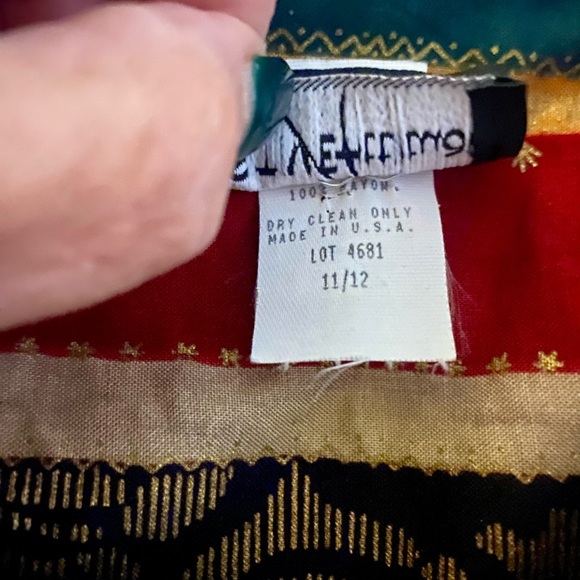 100% RAYON.
DRY CLEAN ONLY
MADE IN U.S.A.
LOT 4681
11/12